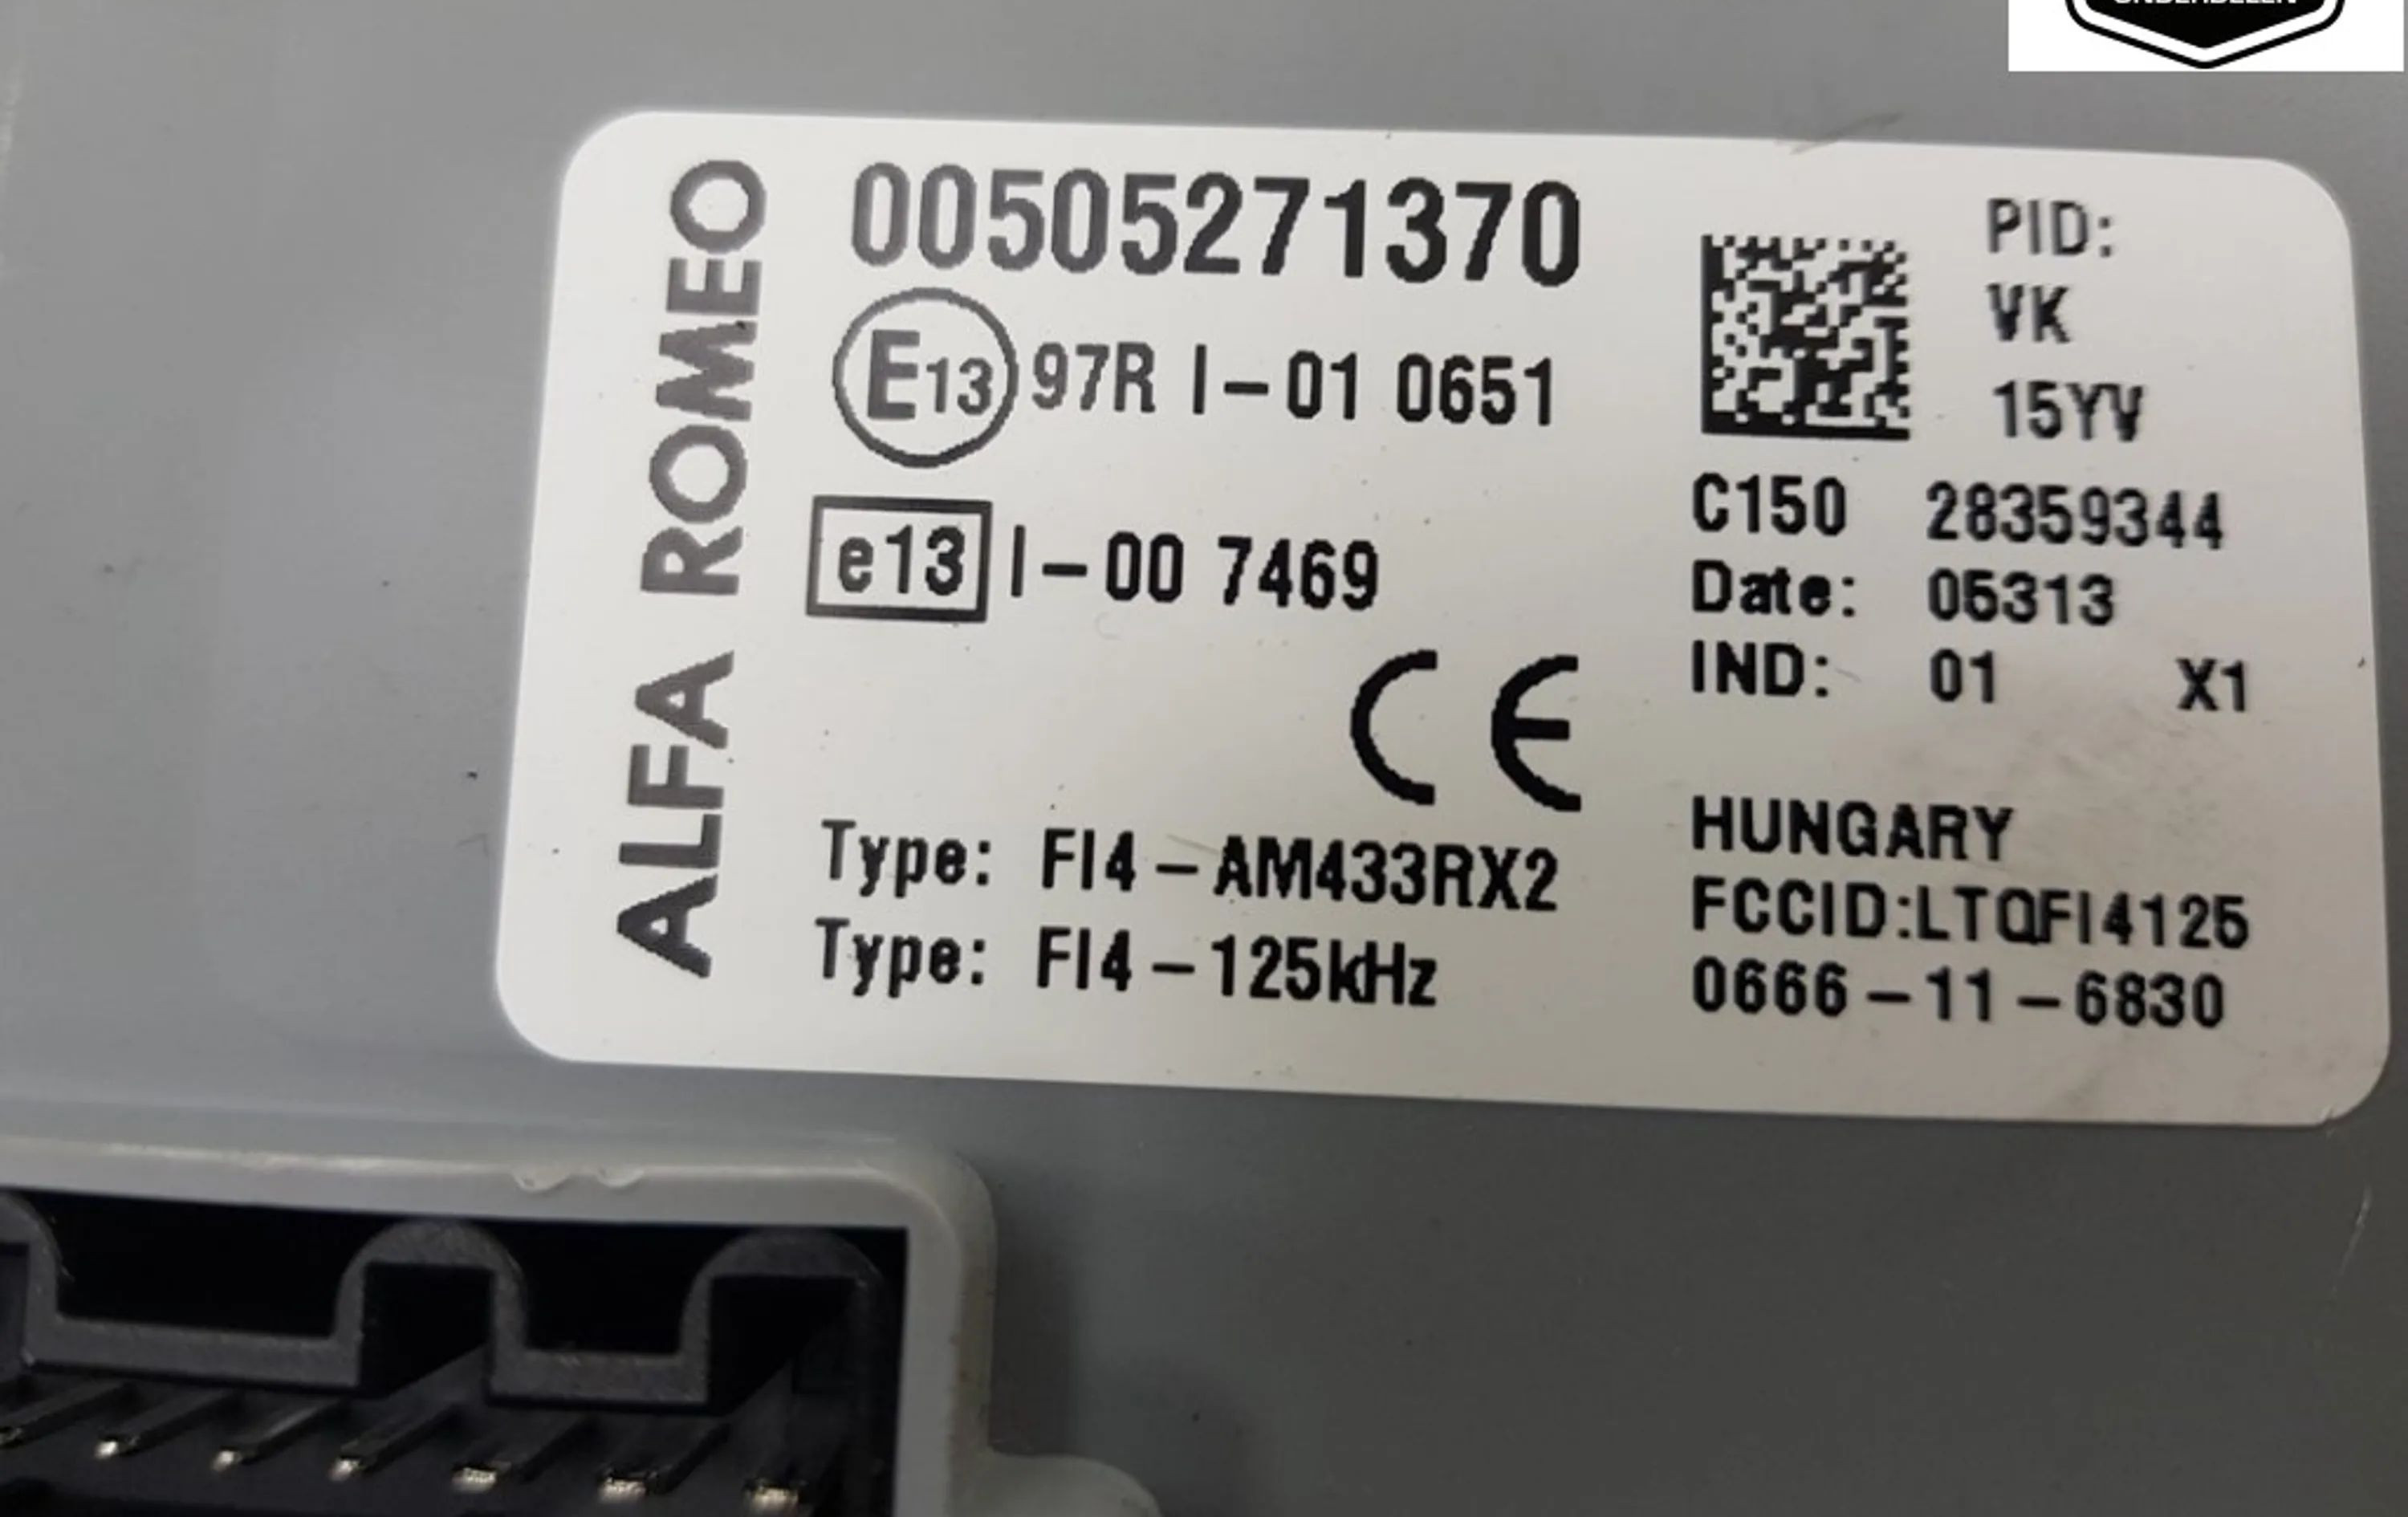 ONDERDELEN
ALFA ROMEO
00505271370
E13 97R I-01 0651
e13 I-00 7469
CE
Type: FI4-AM433RX2
Type: FI4-125kHz
PID:
VK
15YV
C150 28359344
Date: 05313
IND: 01 X1
HUNGARY
FCCID:LTQFI4125
0666-11-6830